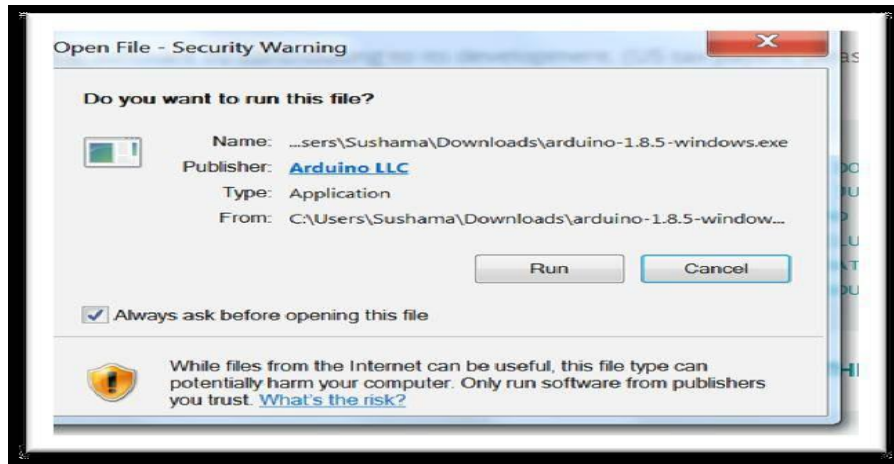 Open File - Security Warning
Do you want to run this file?
Name: ...sers\Sushama\Downloads\arduino-1.8.5-windows.exe
Publisher: Arduino LLC
Type: Application
From: C:\Users\Sushama\Downloads\arduino-1.8.5-window...
Run Cancel
Always ask before opening this file
While files from the Internet can be useful, this file type can
potentially harm your computer. Only run software from publishers
you trust. What's the risk?